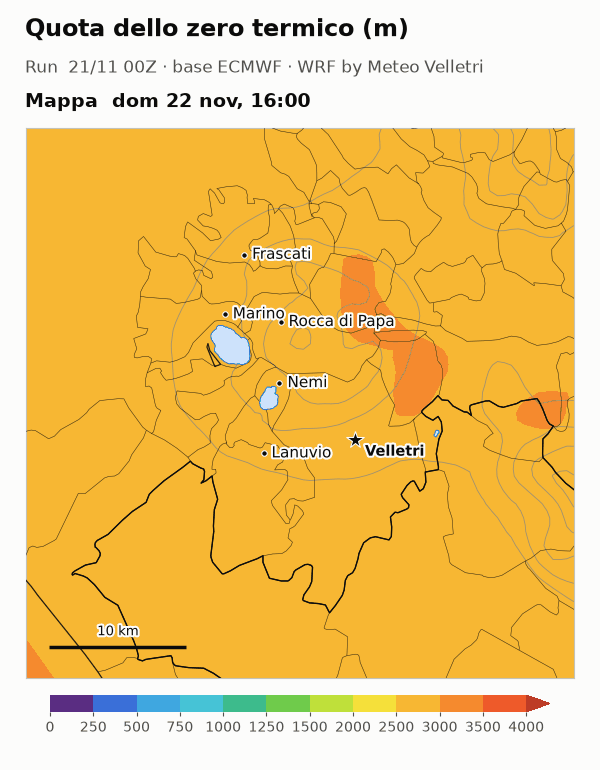 Quota dello zero termico (m)
Run  21/11 00Z · base ECMWF · WRF by Meteo Velletri
Mappa  dom 22 nov, 16:00
Frascati
Marino
Rocca di Papa
Nemi
Velletri
Lanuvio
10 km
0 250 500 750 1000 1250 1500 2000 2500 3000 3500 4000